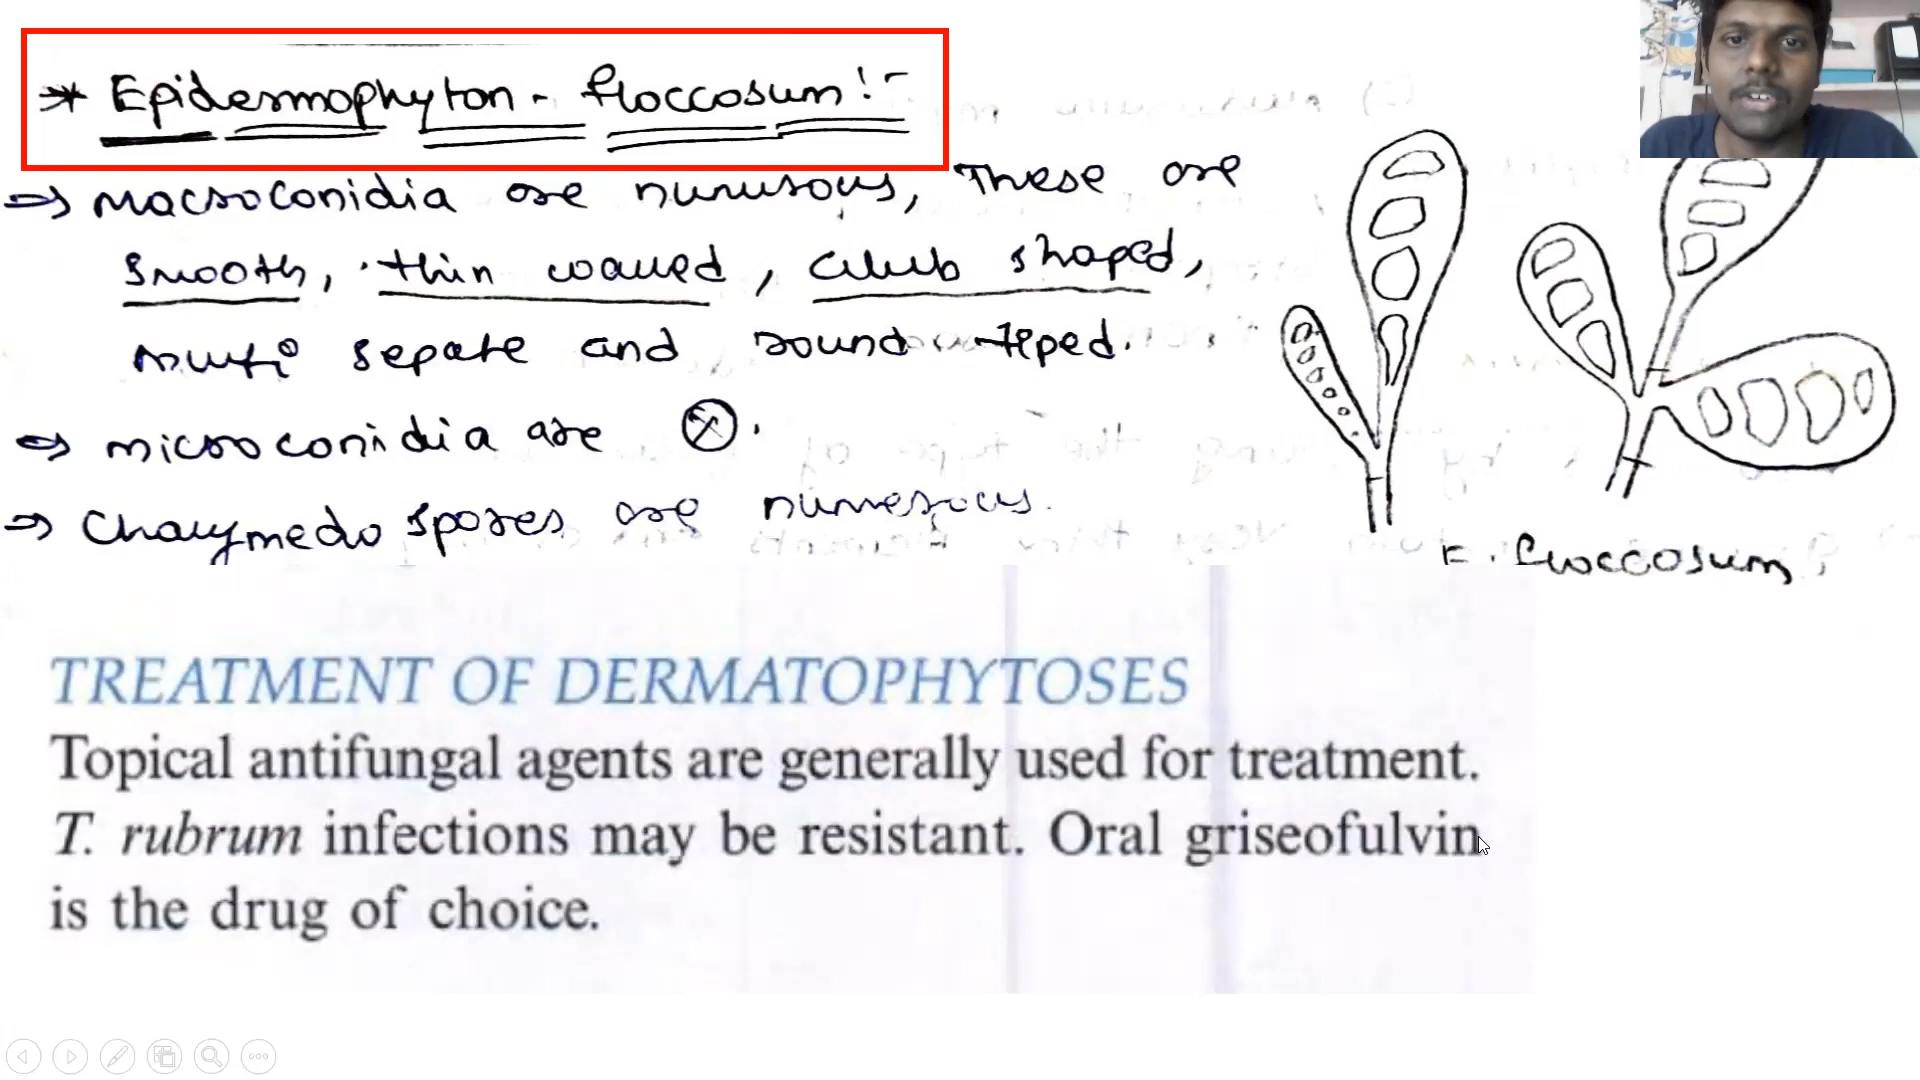 * Epidermophyton - floccosum :-
⇒ Macroconidia are numerous, These are
smooth, thin walled, club shaped,
multi sepate and round tiped.
⇒ microconidia are ⊗.
⇒ Chalymedo spores are numerous.
E. floccosum
TREATMENT OF DERMATOPHYTOSES
Topical antifungal agents are generally used for treatment.
T. rubrum infections may be resistant. Oral griseofulvin
is the drug of choice.